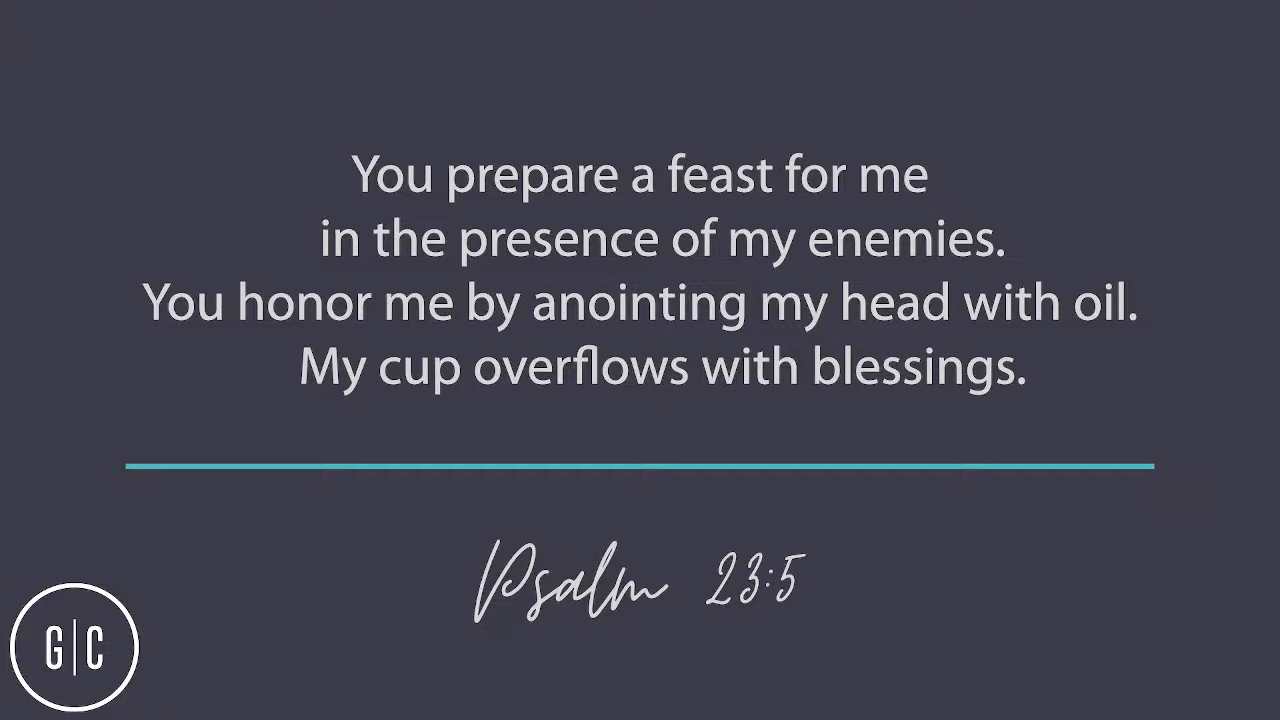 You prepare a feast for me
in the presence of my enemies.
You honor me by anointing my head with oil.
My cup overflows with blessings.
Psalm 23:5
G|C